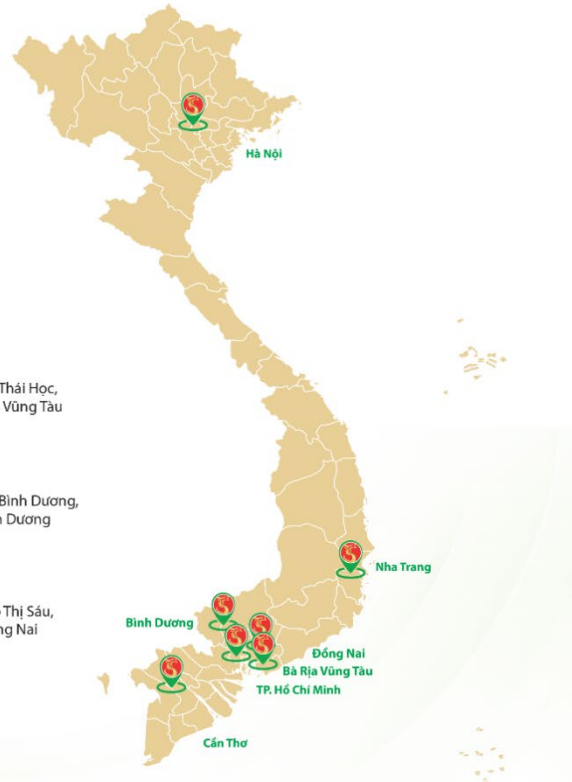 Hà Nội
Thái Học,
Vũng Tàu
Bình Dương,
Dương
Thị Sáu,
Nai
Nha Trang
Bình Dương
Đồng Nai
Bà Rịa Vũng Tàu
TP. Hồ Chí Minh
Cần Thơ